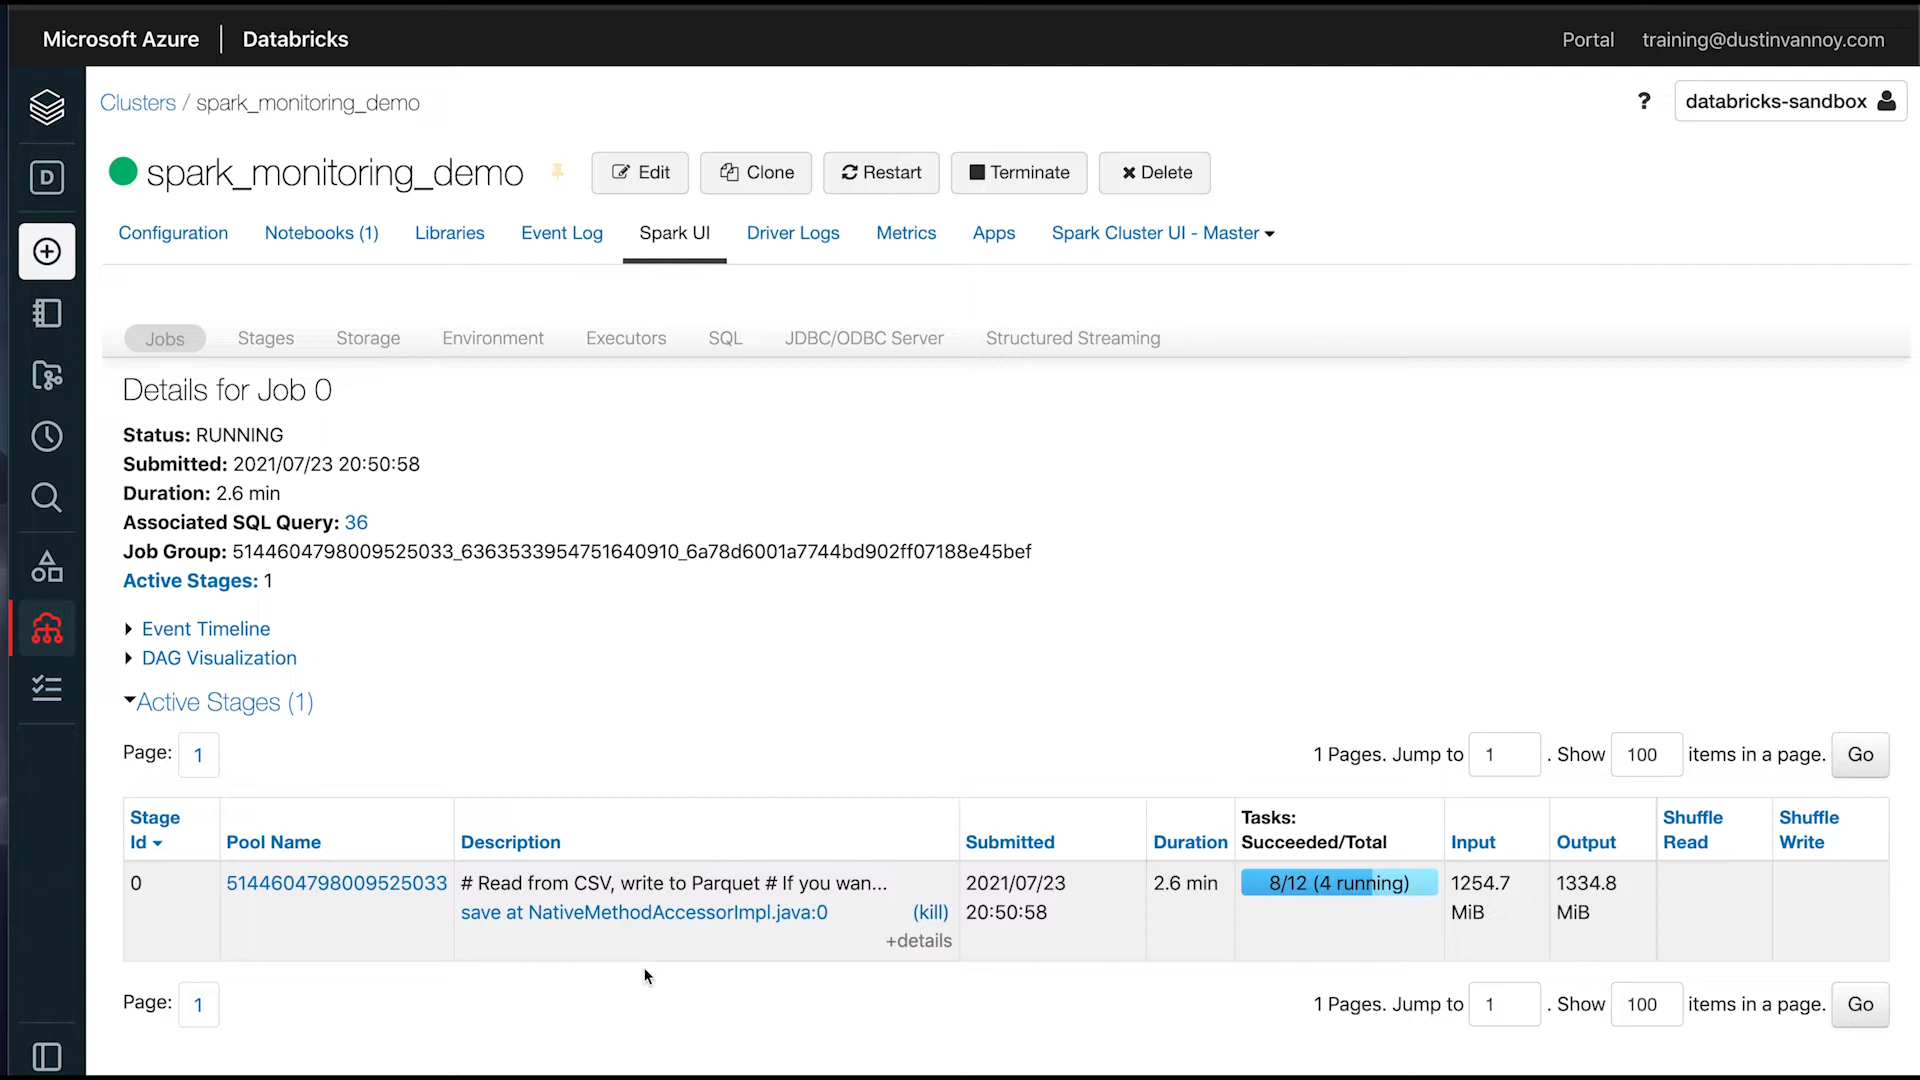 Microsoft Azure | Databricks
Portal training@dustinvannoy.com
Clusters / spark_monitoring_demo
? databricks-sandbox
spark_monitoring_demo Edit Clone Restart Terminate Delete
Configuration Notebooks (1) Libraries Event Log Spark UI Driver Logs Metrics Apps Spark Cluster UI - Master
D
Jobs Stages Storage Environment Executors SQL JDBC/ODBC Server Structured Streaming
Details for Job 0
Status: RUNNING
Submitted: 2021/07/23 20:50:58
Duration: 2.6 min
Associated SQL Query: 36
Job Group: 5144604798009525033_6363533954751640910_6a78d6001a7744bd902ff07188e45bef
Active Stages: 1
Event Timeline
DAG Visualization
Active Stages (1)
Page: 1
1 Pages. Jump to 1 . Show 100 items in a page. Go
Stage Id Pool Name Description Submitted Duration Tasks: Succeeded/Total Input Output Shuffle Read Shuffle Write
0 5144604798009525033 # Read from CSV, write to Parquet # If you wan... 2021/07/23 2.6 min 8/12 (4 running) 1254.7 1334.8
save at NativeMethodAccessorImpl.java:0 (kill) 20:50:58 MiB MiB
+details
Page: 1
1 Pages. Jump to 1 . Show 100 items in a page. Go